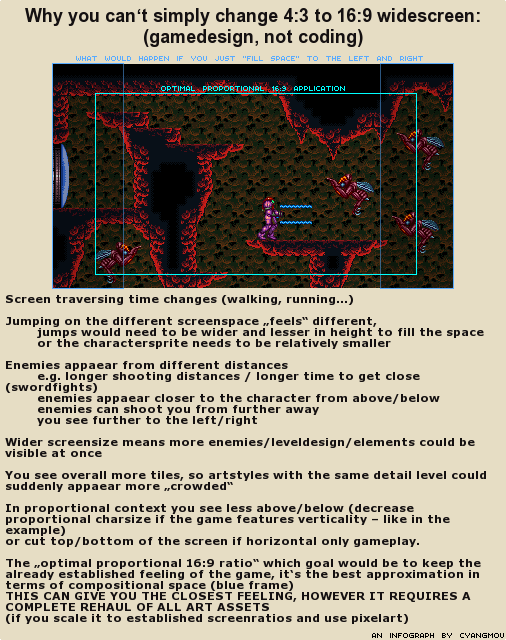 Why you can‘t simply change 4:3 to 16:9 widescreen:
(gamedesign, not coding)
WHAT WOULD HAPPEN IF YOU JUST "FILL SPACE" TO THE LEFT AND RIGHT
OPTIMAL PROPORTIONAL 16:9 APPLICATION
Screen traversing time changes (walking, running...)
Jumping on the different screenspace „feels“ different,
jumps would need to be wider and lesser in height to fill the space
or the charactersprite needs to be relatively smaller
Enemies appaear from different distances
e.g. longer shooting distances / longer time to get close
(swordfights)
enemies appaear closer to the character from above/below
enemies can shoot you from further away
you see further to the left/right
Wider screensize means more enemies/leveldesign/elements could be
visible at once
You see overall more tiles, so artstyles with the same detail level could
suddenly appaear more „crowded“
In proportional context you see less above/below (decrease
proportional charsize if the game features verticality – like in the
example)
or cut top/bottom of the screen if horizontal only gameplay.
The „optimal proportional 16:9 ratio“ which goal would be to keep the
already established feeling of the game, it‘s the best approximation in
terms of compositional space (blue frame)
THIS CAN GIVE YOU THE CLOSEST FEELING, HOWEVER IT REQUIRES A
COMPLETE REHAUL OF ALL ART ASSETS
(if you scale it to established screenratios and use pixelart)
AN INFOGRAPH BY CYANGMOU